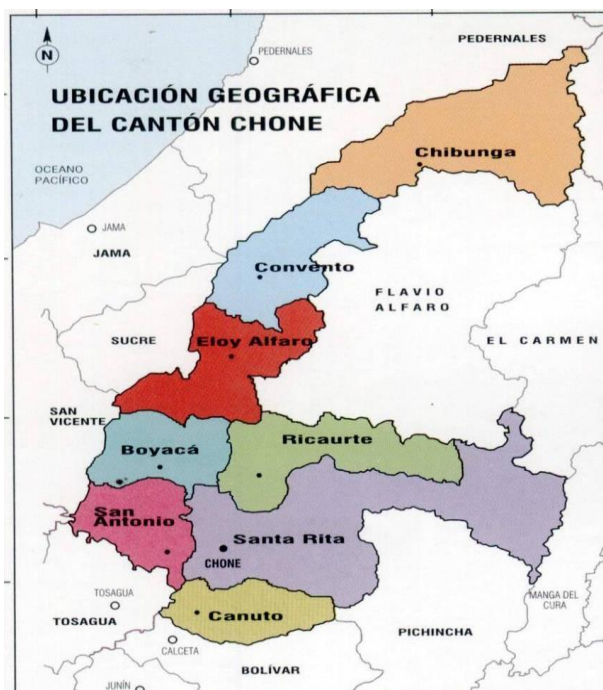 N
PEDERNALES
PEDERNALES
UBICACIÓN GEOGRÁFICA
DEL CANTÓN CHONE
Chibunga
OCEANO
PACÍFICO
JAMA
JAMA
Convento
FLAVIO
ALFARO
SUCRE
Eloy Alfaro
EL CARMEN
SAN
VICENTE
Ricaurte
Boyacá
San
Antonio
Santa Rita
CHONE
TOSAGUA
MANGA DEL
CURA
TOSAGUA
Canuto
PICHINCHA
CALCETA
BOLÍVAR
JUNÍN